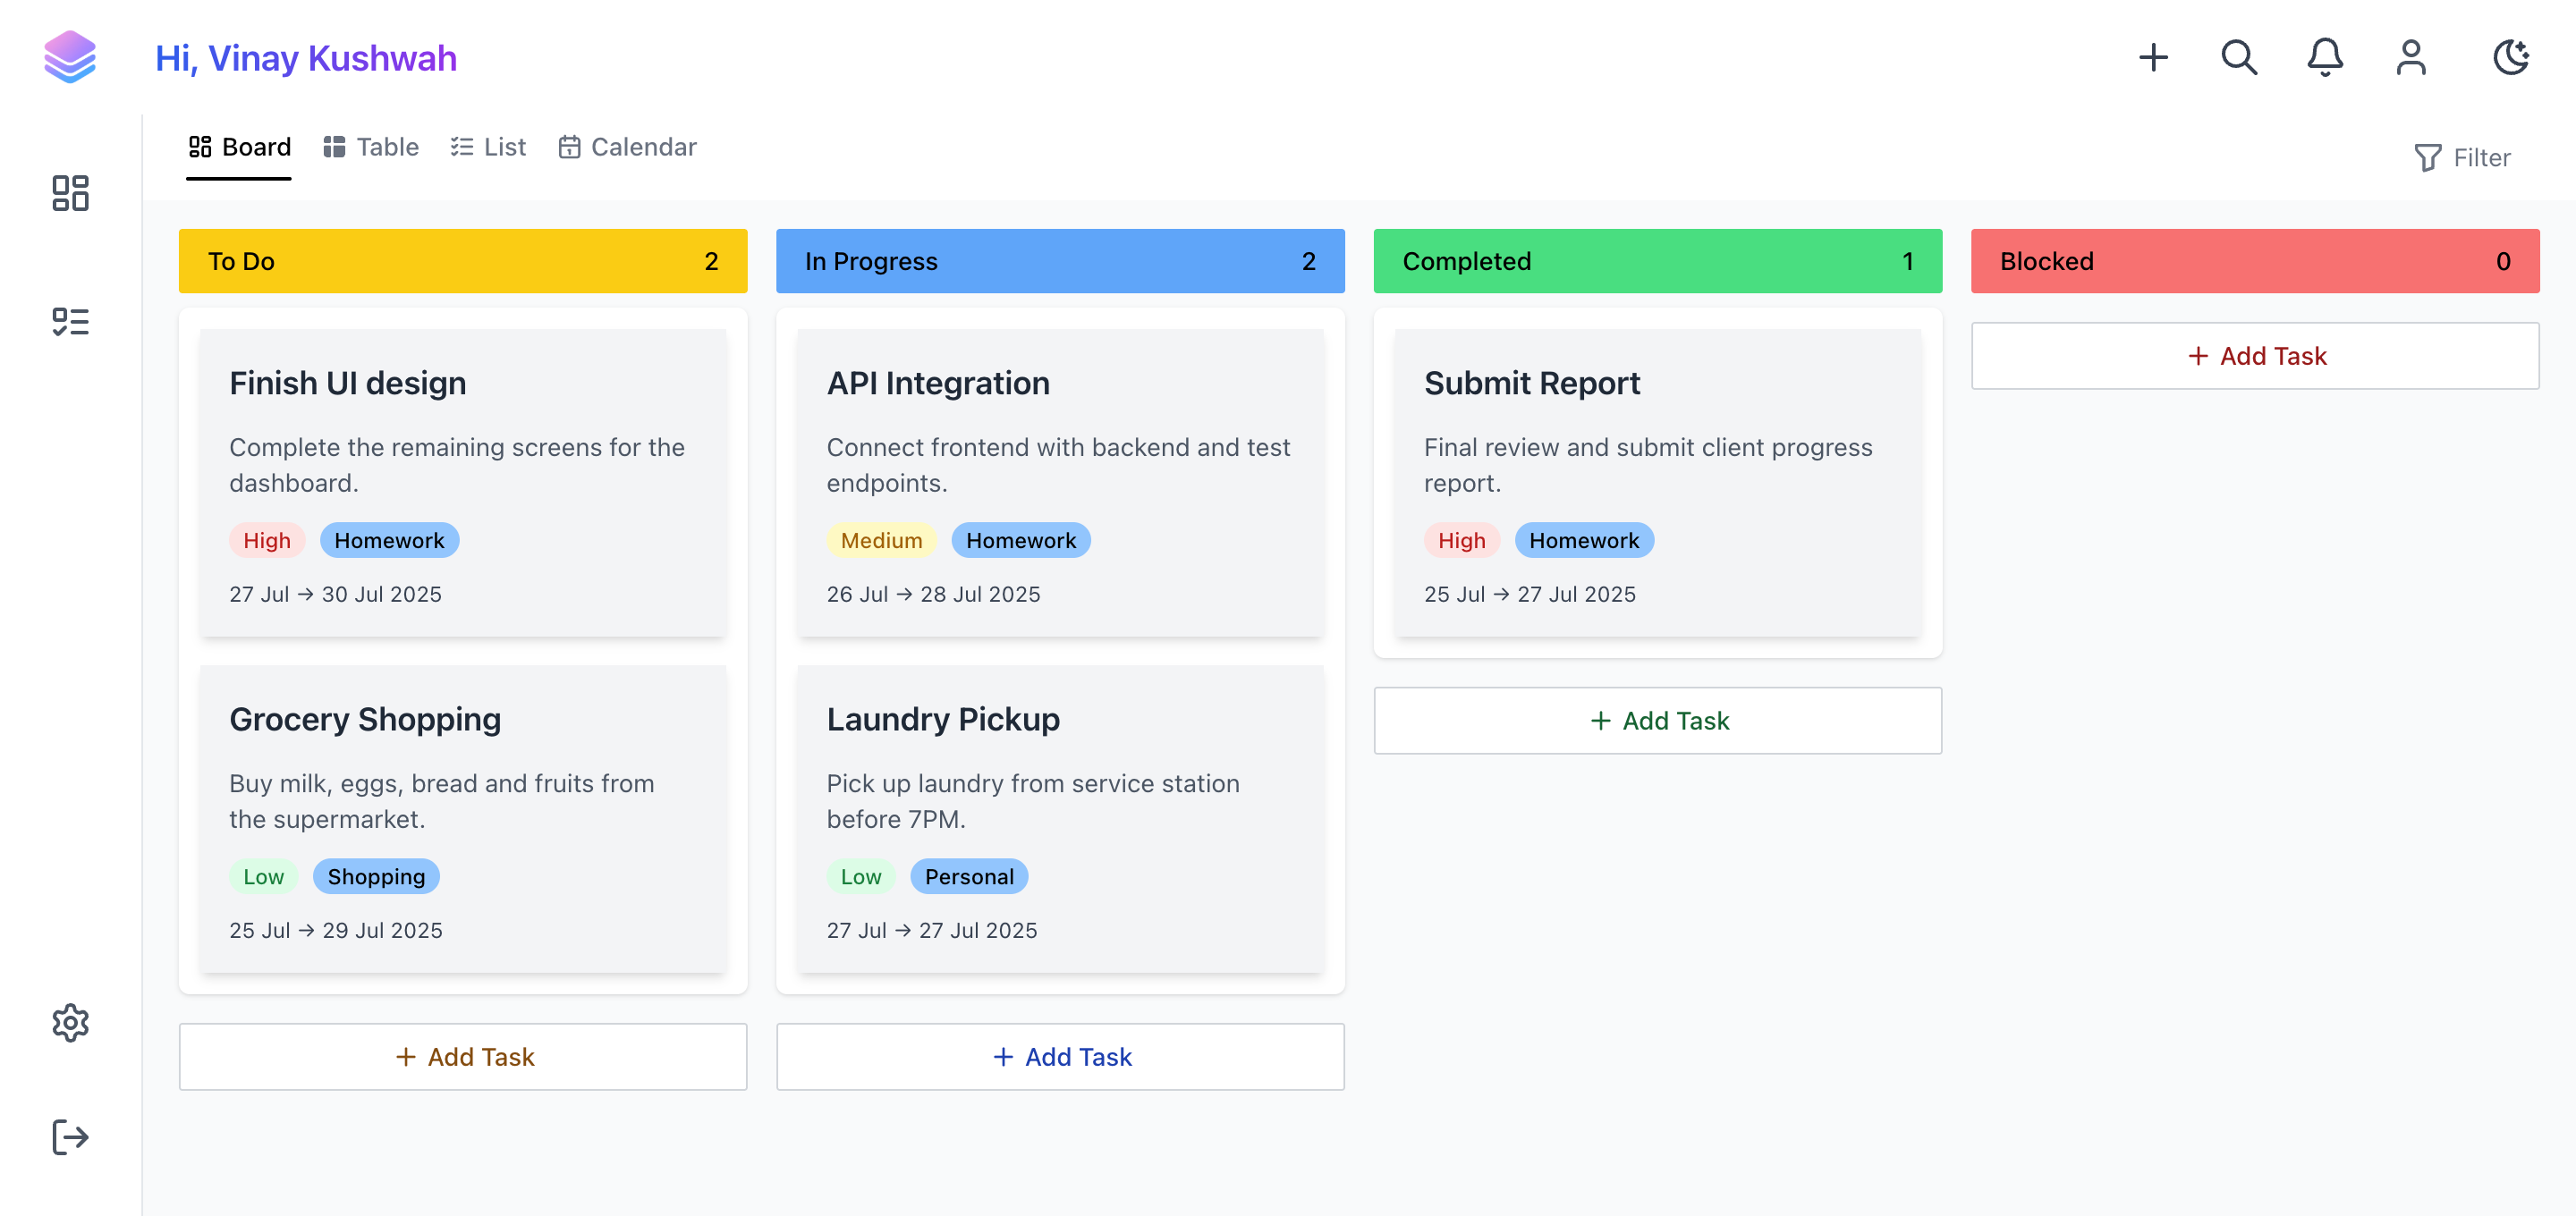 Hi, Vinay Kushwah
Board
Table
List
Calendar
Filter
To Do 2
Finish UI design
Complete the remaining screens for the
dashboard.
High Homework
27 Jul → 30 Jul 2025
Grocery Shopping
Buy milk, eggs, bread and fruits from
the supermarket.
Low Shopping
25 Jul → 29 Jul 2025
+ Add Task
In Progress 2
API Integration
Connect frontend with backend and test
endpoints.
Medium Homework
26 Jul → 28 Jul 2025
Laundry Pickup
Pick up laundry from service station
before 7PM.
Low Personal
27 Jul → 27 Jul 2025
+ Add Task
Completed 1
Submit Report
Final review and submit client progress
report.
High Homework
25 Jul → 27 Jul 2025
+ Add Task
Blocked 0
+ Add Task